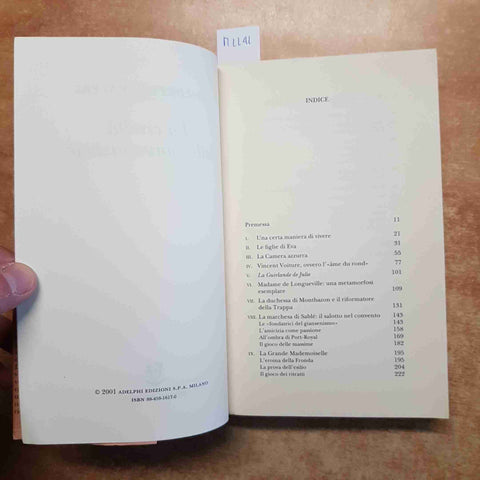 © 2001 ADELPHI EDIZIONI S.P.A. MILANO
ISBN 88-459-1617-0
INDICE
Premessa 11
I. Una certa maniera di vivere 21
II. Le figlie di Eva 31
III. La Camera azzurra 55
IV. Vincent Voiture, ovvero l'«âme du rond» 77
V. La Guirlande de Julie 101
VI. Madame de Longueville: una metamorfosi
esemplare 109
VII. La duchessa di Montbazon e il riformatore
della Trappa 131
VIII. La marchesa di Sablé: il salotto nel convento 143
Le «fondatrici del giansenismo» 143
L'amicizia come passione 158
All'ombra di Port-Royal 169
Il gioco delle massime 182
IX. La Grande Mademoiselle 195
L'eroina della Fronda 195
La prova dell'esilio 204
Il gioco dei ritratti 222